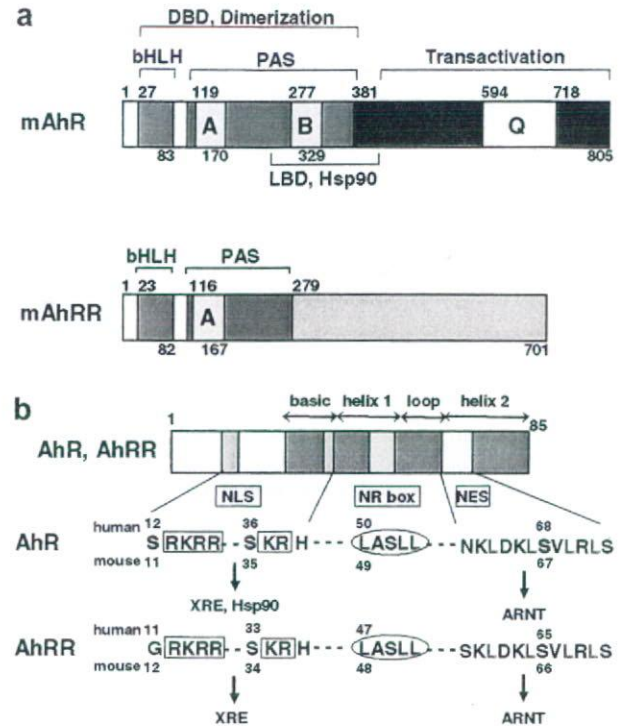 a
DBD, Dimerization
bHLH PAS Transactivation
1 27 119 277 381 594 718
mAhR A B Q
83 170 329 805
LBD, Hsp90
bHLH PAS
1 23 116 279
mAhRR A
82 167 701
b
basic helix 1 loop helix 2
1 85
AhR, AhRR
NLS NR box NES
human 12 36 50 68
AhR SRKRR - - S KR H - - - - LASLL - - - NKLDKLSVLRLS
mouse 11 35 49 67
XRE, Hsp90 ARNT
human 11 33 47 65
AhRR GRKRR - - S KR H - - - - LASLL - - - SKLDKLSVLRLS
mouse 12 34 48 66
XRE ARNT